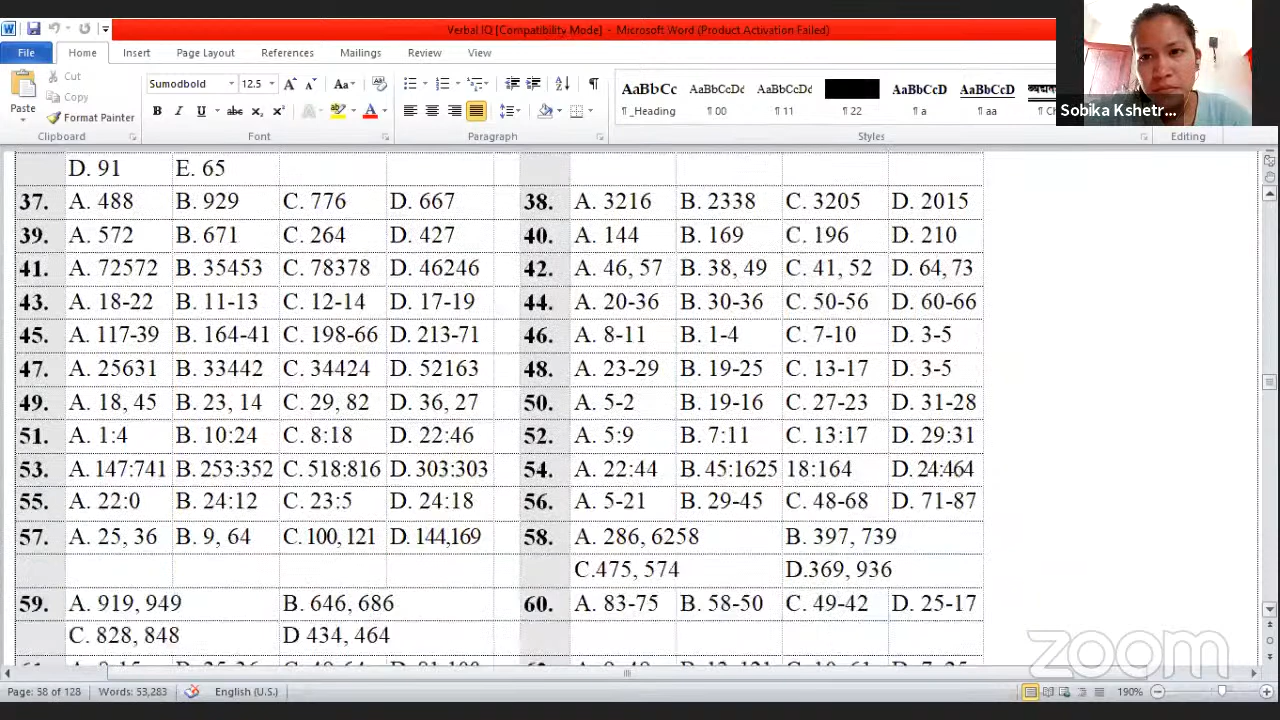 Verbal IQ [Compatibility Mode] - Microsoft Word (Product Activation Failed)
File Home Insert Page Layout References Mailings Review View
Cut
Copy
Format Painter
Paste
Sumodbold 12.5
AaBbCc AaBbCcDc AaBbCcDc AaBbCcD AaBbCcD
¶ _Heading ¶ 00 ¶ 11 ¶ 22 ¶ a ¶ aa
Clipboard Font Paragraph Styles Editing
Sobika Kshetr...
D. 91 E. 65
37. A. 488 B. 929 C. 776 D. 667 38. A. 3216 B. 2338 C. 3205 D. 2015
39. A. 572 B. 671 C. 264 D. 427 40. A. 144 B. 169 C. 196 D. 210
41. A. 72572 B. 35453 C. 78378 D. 46246 42. A. 46, 57 B. 38, 49 C. 41, 52 D. 64, 73
43. A. 18-22 B. 11-13 C. 12-14 D. 17-19 44. A. 20-36 B. 30-36 C. 50-56 D. 60-66
45. A. 117-39 B. 164-41 C. 198-66 D. 213-71 46. A. 8-11 B. 1-4 C. 7-10 D. 3-5
47. A. 25631 B. 33442 C. 34424 D. 52163 48. A. 23-29 B. 19-25 C. 13-17 D. 3-5
49. A. 18, 45 B. 23, 14 C. 29, 82 D. 36, 27 50. A. 5-2 B. 19-16 C. 27-23 D. 31-28
51. A. 1:4 B. 10:24 C. 8:18 D. 22:46 52. A. 5:9 B. 7:11 C. 13:17 D. 29:31
53. A. 147:741 B. 253:352 C. 518:816 D. 303:303 54. A. 22:44 B. 45:1625 18:164 D. 24:464
55. A. 22:0 B. 24:12 C. 23:5 D. 24:18 56. A. 5-21 B. 29-45 C. 48-68 D. 71-87
57. A. 25, 36 B. 9, 64 C. 100, 121 D. 144,169 58. A. 286, 6258 B. 397, 739
C.475, 574 D.369, 936
59. A. 919, 949 B. 646, 686 60. A. 83-75 B. 58-50 C. 49-42 D. 25-17
C. 828, 848 D 434, 464
zoom
Page: 58 of 128 Words: 53,283 English (U.S.) 190%